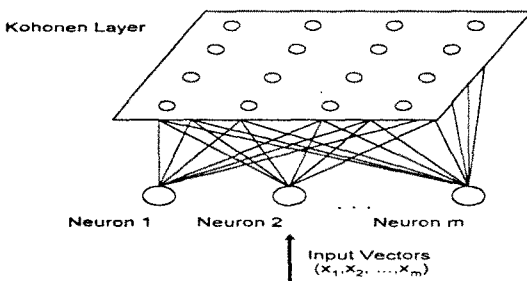 Kohonen Layer
Neuron 1 Neuron 2 . . . Neuron m
Input Vectors
(x₁,x₂, ...,xₘ)